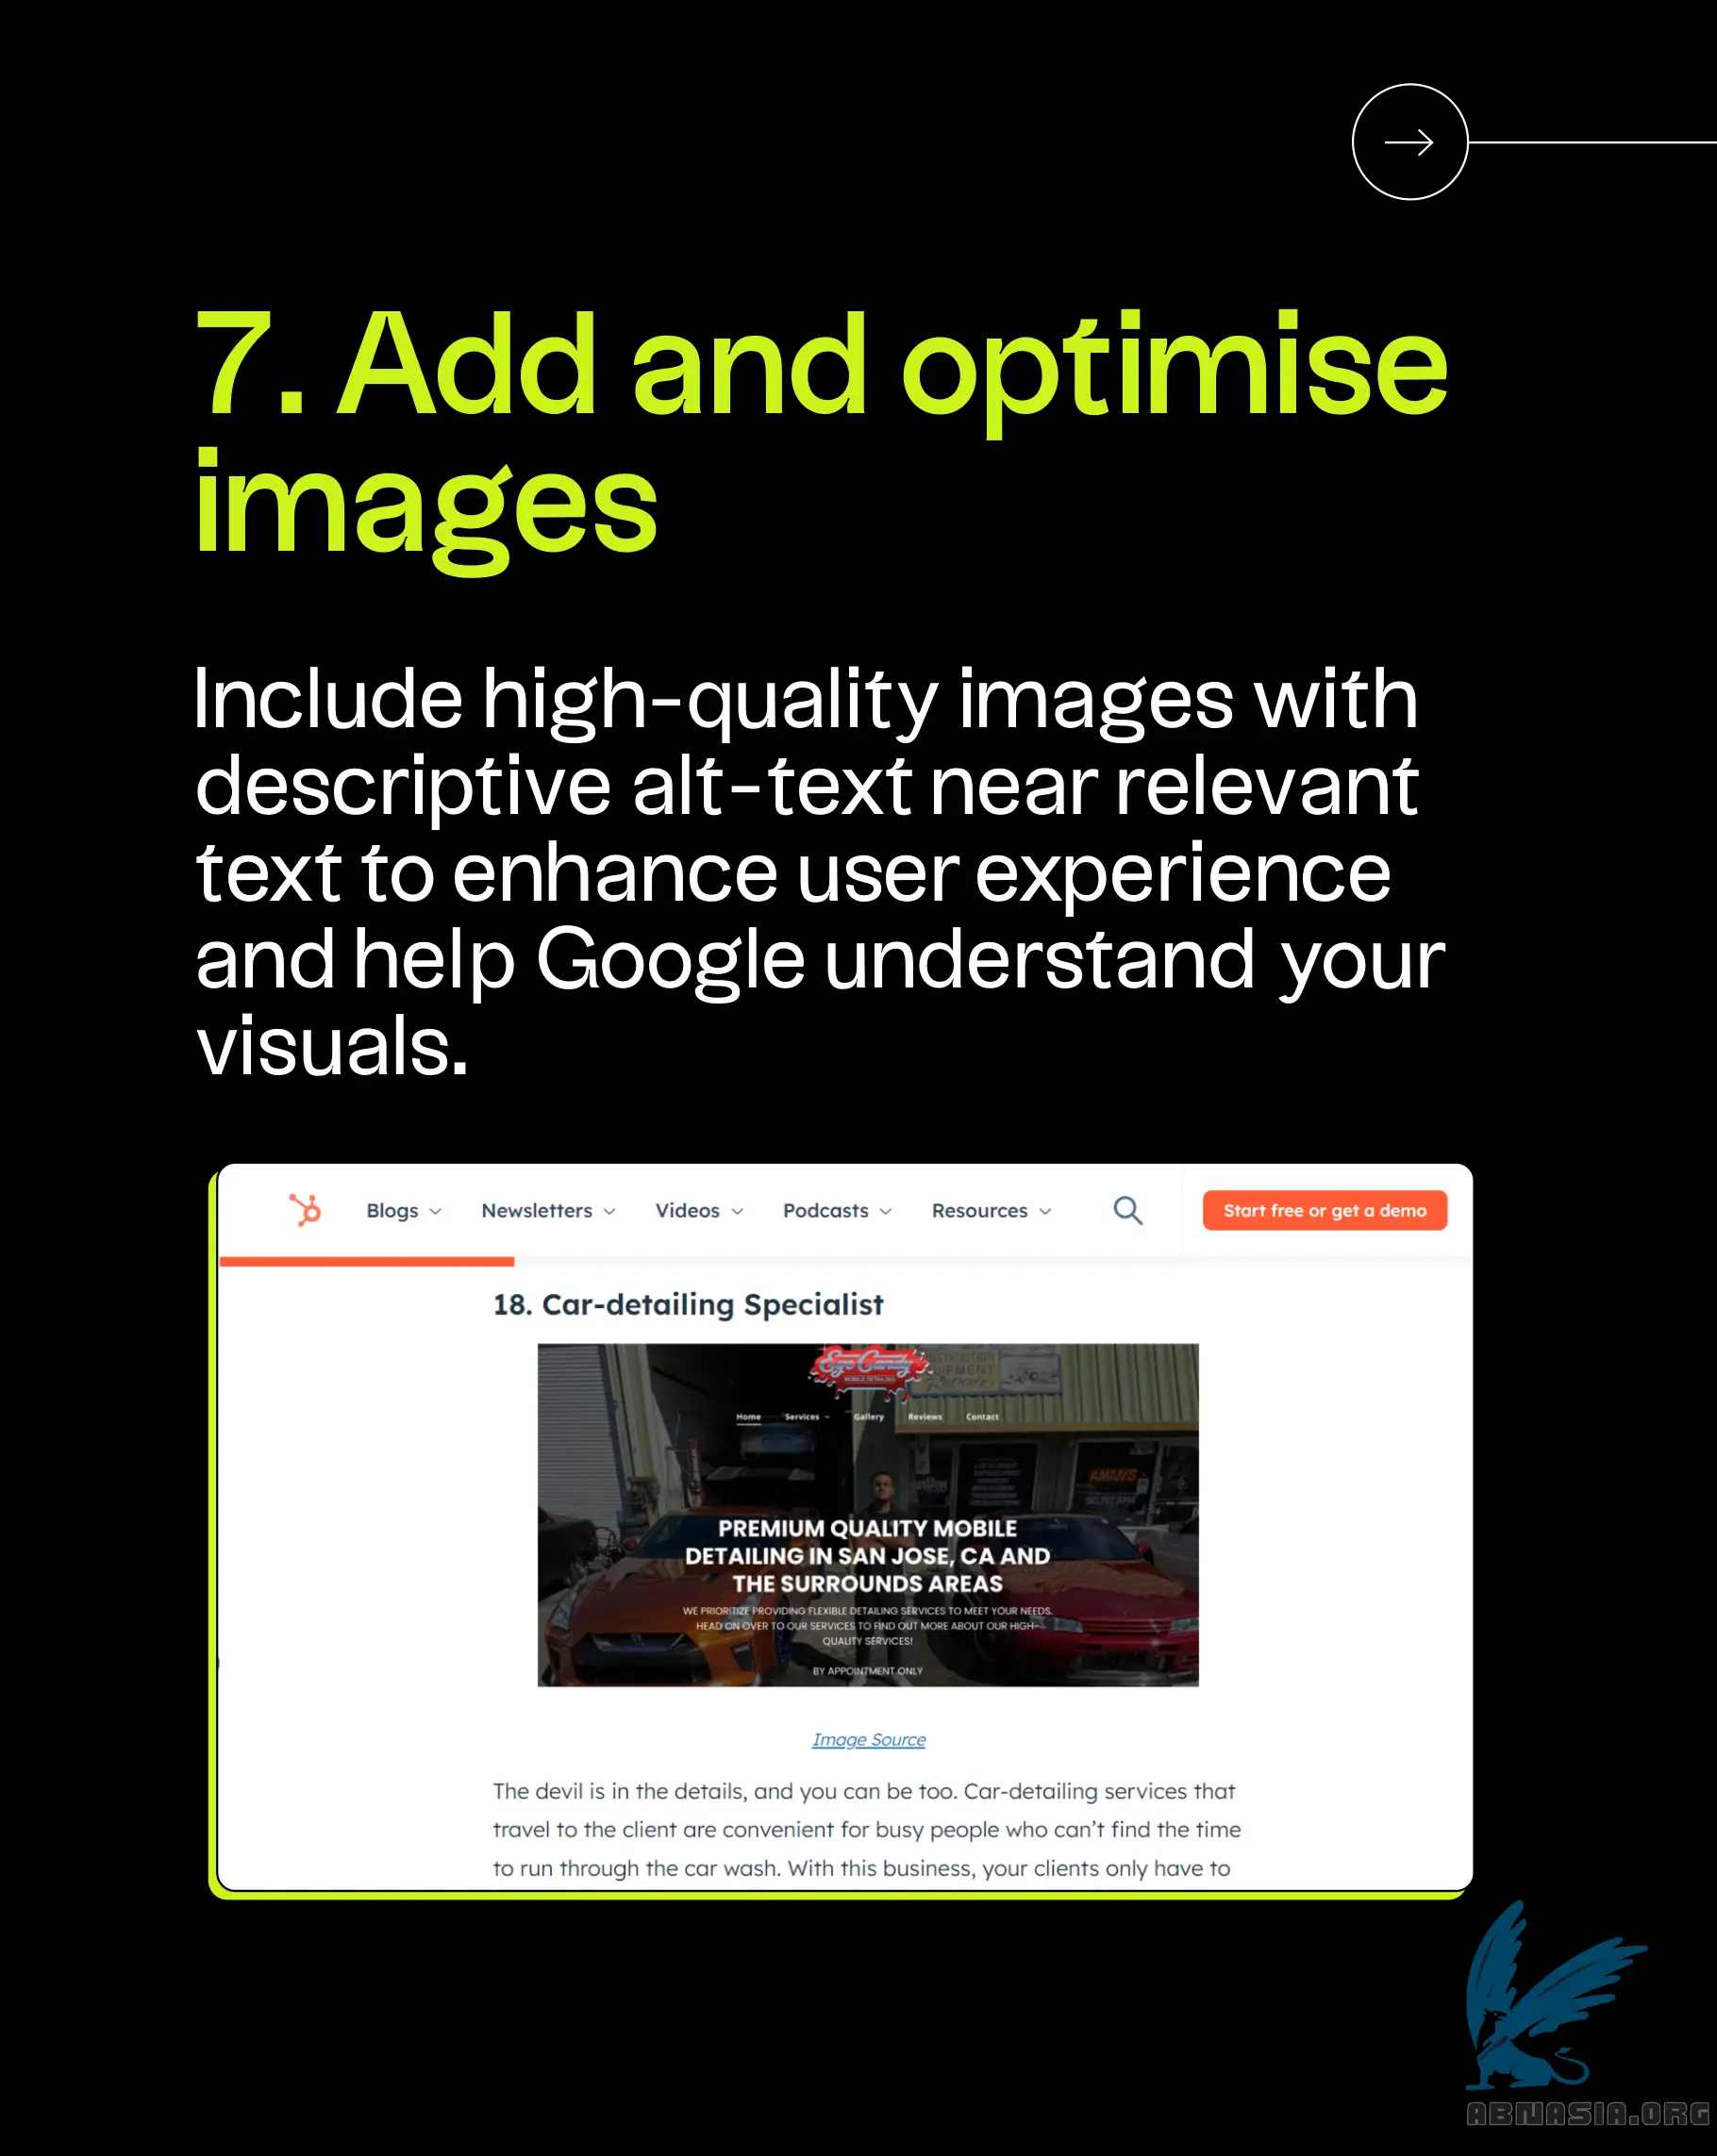 7. Add and optimise
images
Include high-quality images with
descriptive alt-text near relevant
text to enhance user experience
and help Google understand your
visuals.
Blogs
Newsletters
Videos
Podcasts
Resources
Start free or get a demo
18. Car-detailing Specialist
Eye Candy
MOBILE DETAILING
Home
Services
Gallery
Reviews
Contact
AMAN'S
PREMIUM QUALITY MOBILE
DETAILING IN SAN JOSE, CA AND
THE SURROUNDS AREAS
WE PRIORITIZE PROVIDING FLEXIBLE DETAILING SERVICES TO MEET YOUR NEEDS.
HEAD ON OVER TO OUR SERVICES TO FIND OUT MORE ABOUT OUR HIGH-
QUALITY SERVICES!
BY APPOINTMENT ONLY
Image Source
The devil is in the details, and you can be too. Car-detailing services that
travel to the client are convenient for busy people who can’t find the time
to run through the car wash. With this business, your clients only have to
ABNASIA.ORG